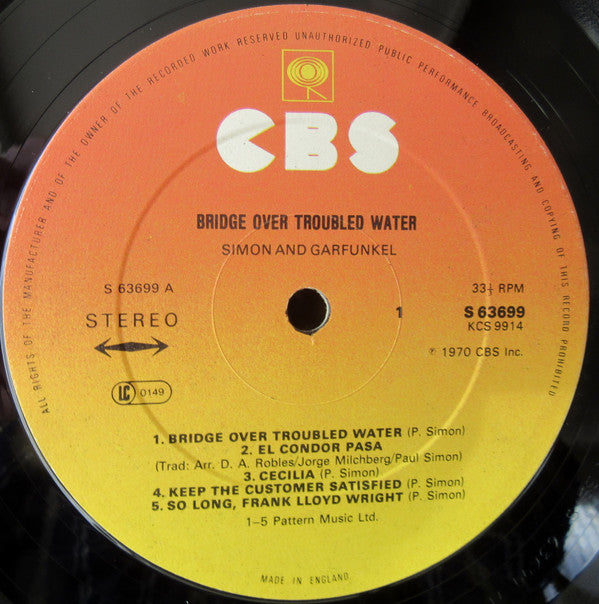 ALL RIGHTS OF THE MANUFACTURER AND OF THE OWNER OF THE RECORDED WORK RESERVED UNAUTHORIZED PUBLIC PERFORMANCE BROADCASTING AND COPYING OF THIS RECORD PROHIBITED
CBS
BRIDGE OVER TROUBLED WATER
SIMON AND GARFUNKEL
S 63699 A
33⅓ RPM
STEREO
1
S 63699
KCS 9914
℗ 1970 CBS Inc.
LC 0149
1. BRIDGE OVER TROUBLED WATER (P. Simon)
2. EL CONDOR PASA
(Trad: Arr. D. A. Robles/Jorge Milchberg/Paul Simon)
3. CECILIA (P. Simon)
4. KEEP THE CUSTOMER SATISFIED (P. Simon)
5. SO LONG, FRANK LLOYD WRIGHT (P. Simon)
1–5 Pattern Music Ltd.
MADE IN ENGLAND